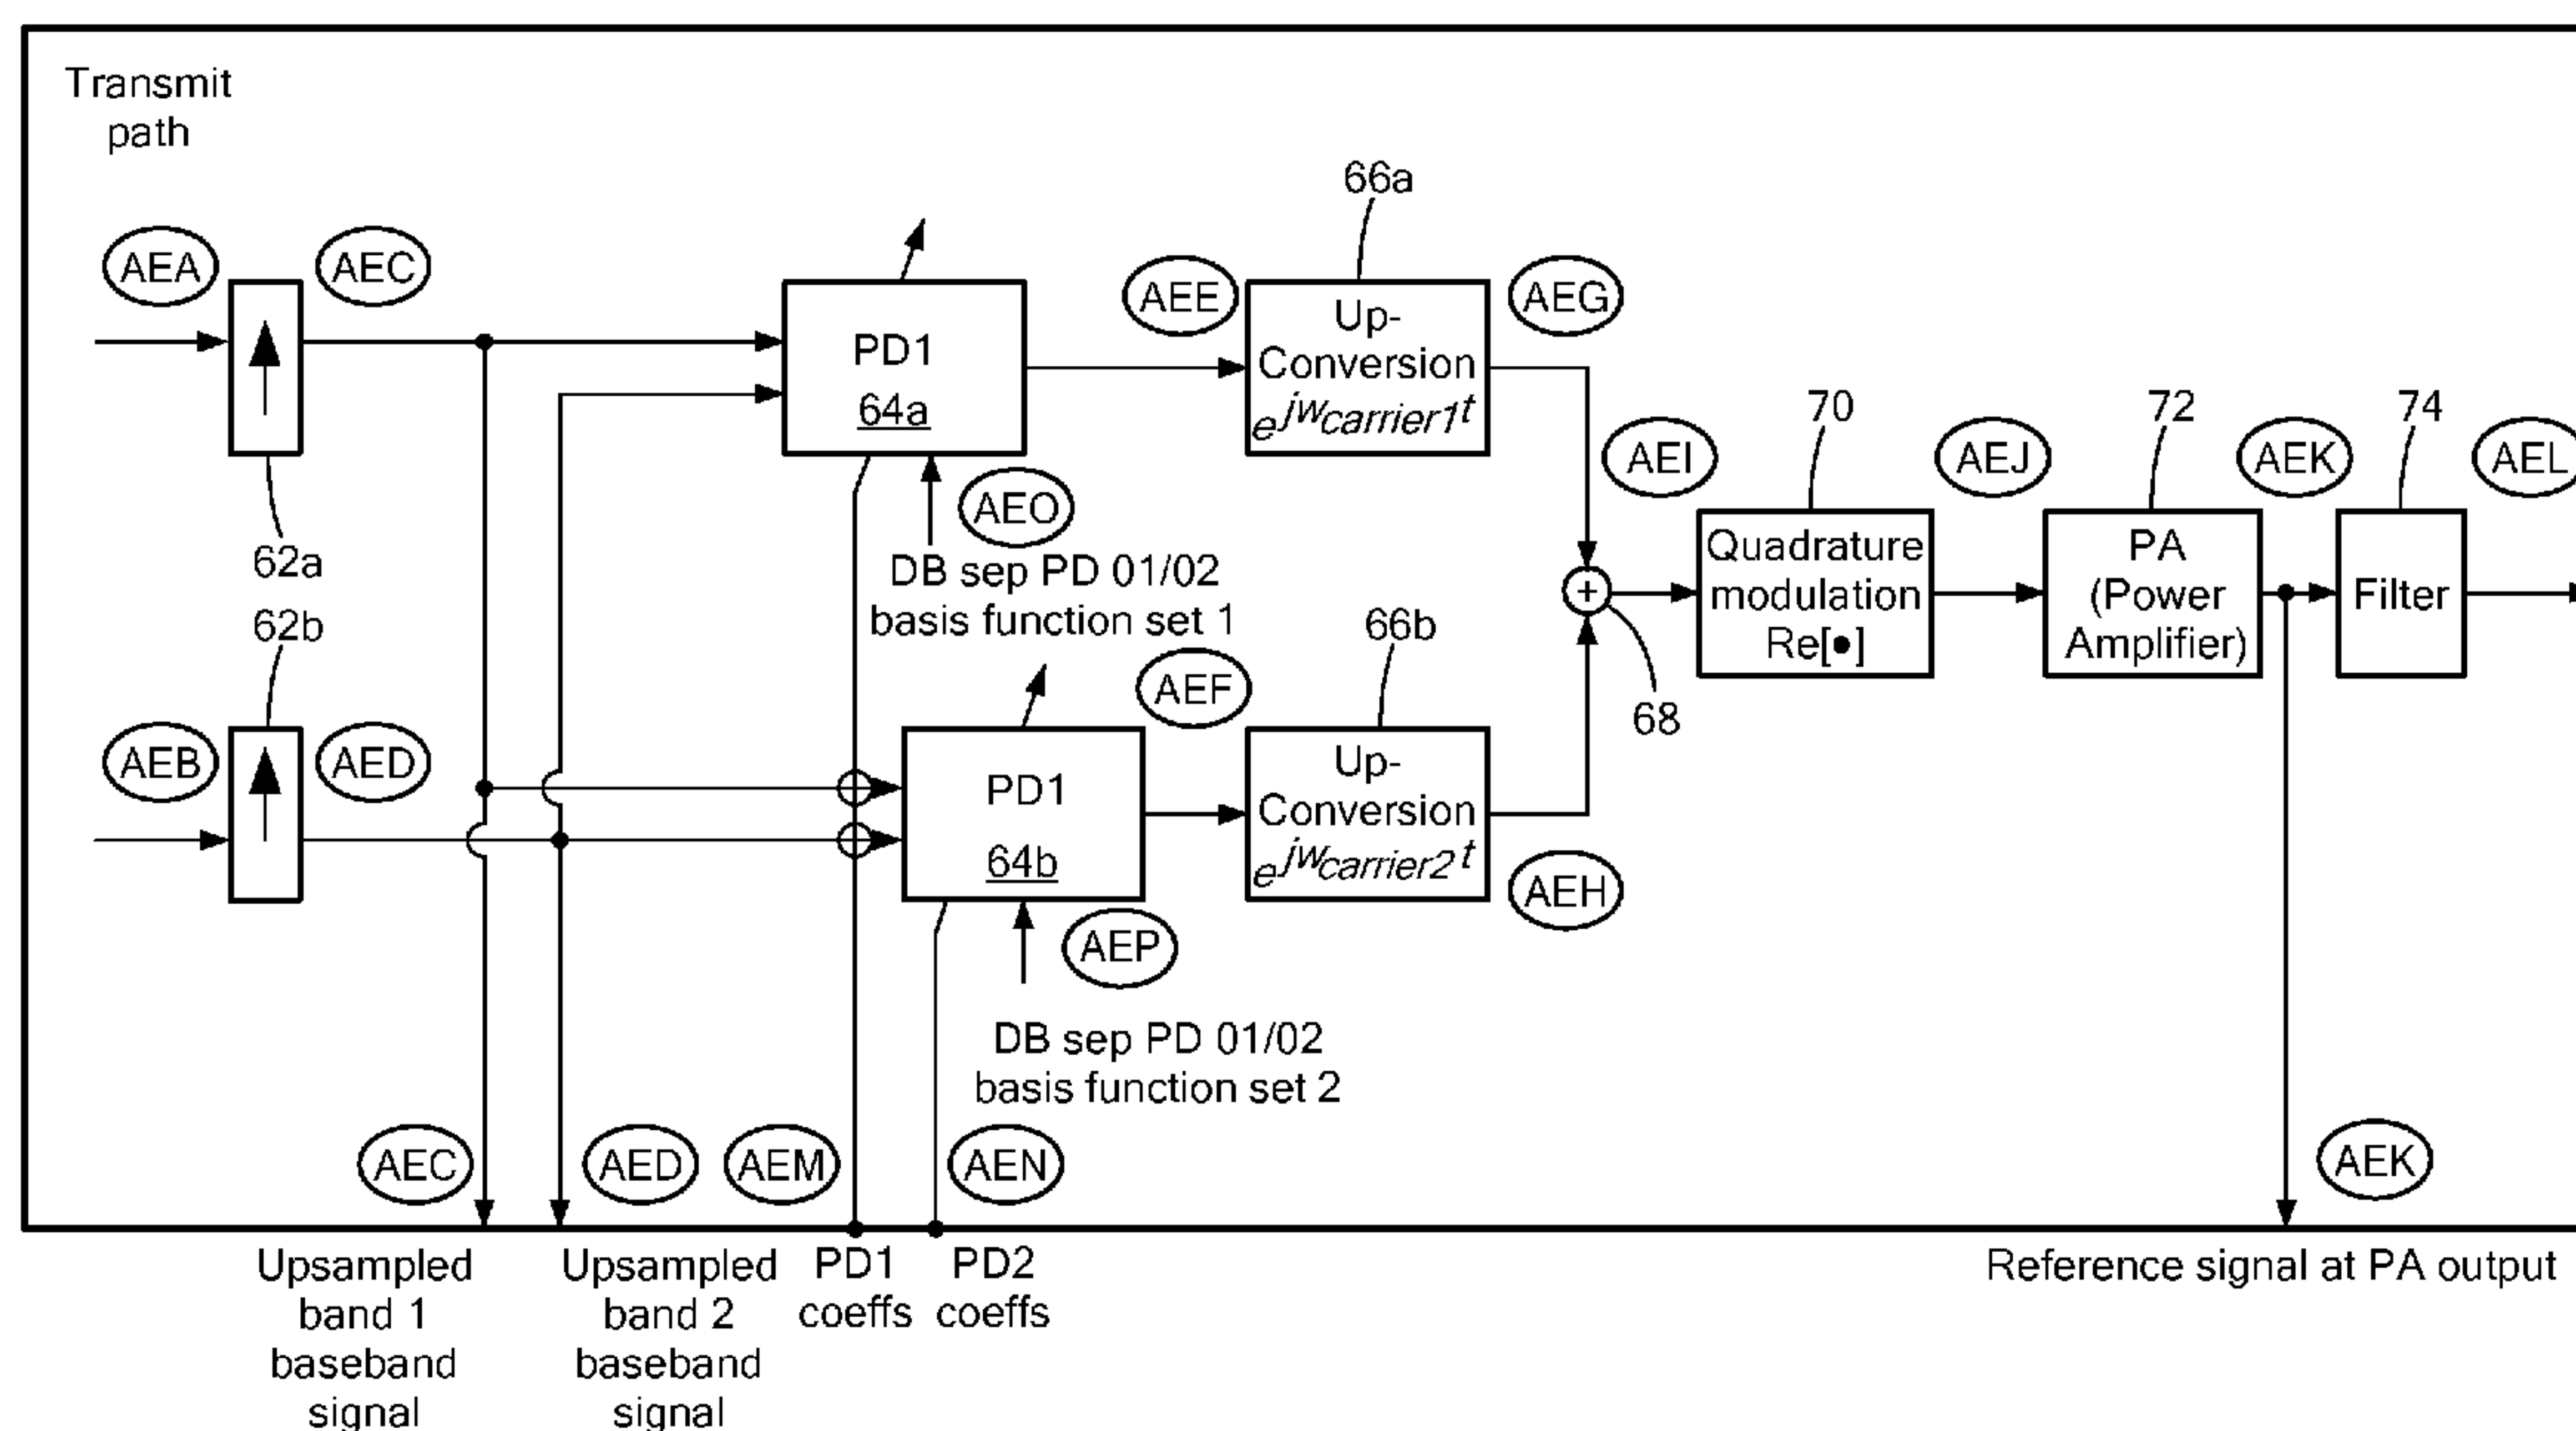 Transmit
path
66a
AEA
AEC
AEE
Up-
Conversion
e^jwcarrier1t
AEG
PD1
64a
70
72
74
AEI
AEJ
AEK
AEL
AEO
62a
DB sep PD 01/02
basis function set 1
Quadrature
modulation
Re[•]
PA
(Power
Amplifier)
Filter
+
68
62b
66b
AEF
AEB
AED
PD1
64b
Up-
Conversion
e^jwcarrier2t
AEH
AEP
DB sep PD 01/02
basis function set 2
AEC
AED
AEM
AEN
AEK
Upsampled
band 1
baseband
signal
Upsampled
band 2
baseband
signal
PD1
coeffs
PD2
coeffs
Reference signal at PA output